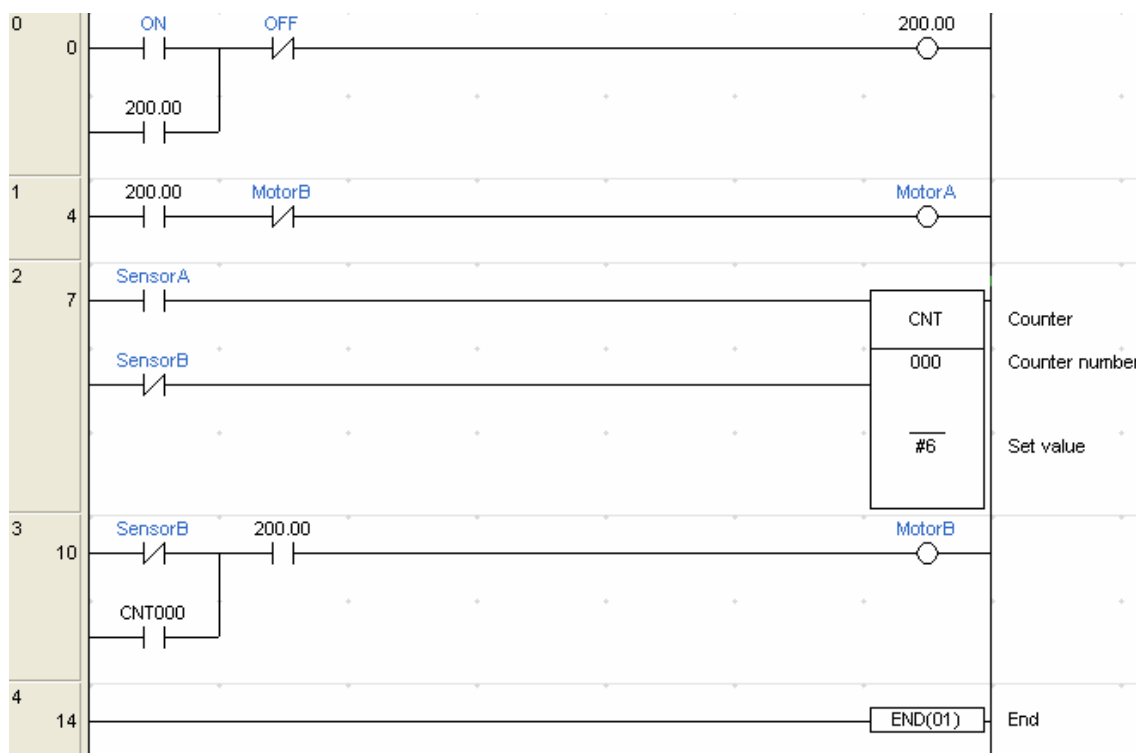 0
ON OFF 200.00
0
200.00
1
200.00 MotorB MotorA
4
2
SensorA
7
CNT Counter
SensorB
000 Counter number
#6 Set value
3
SensorB 200.00 MotorB
10
CNT000
4
14
END(01) End